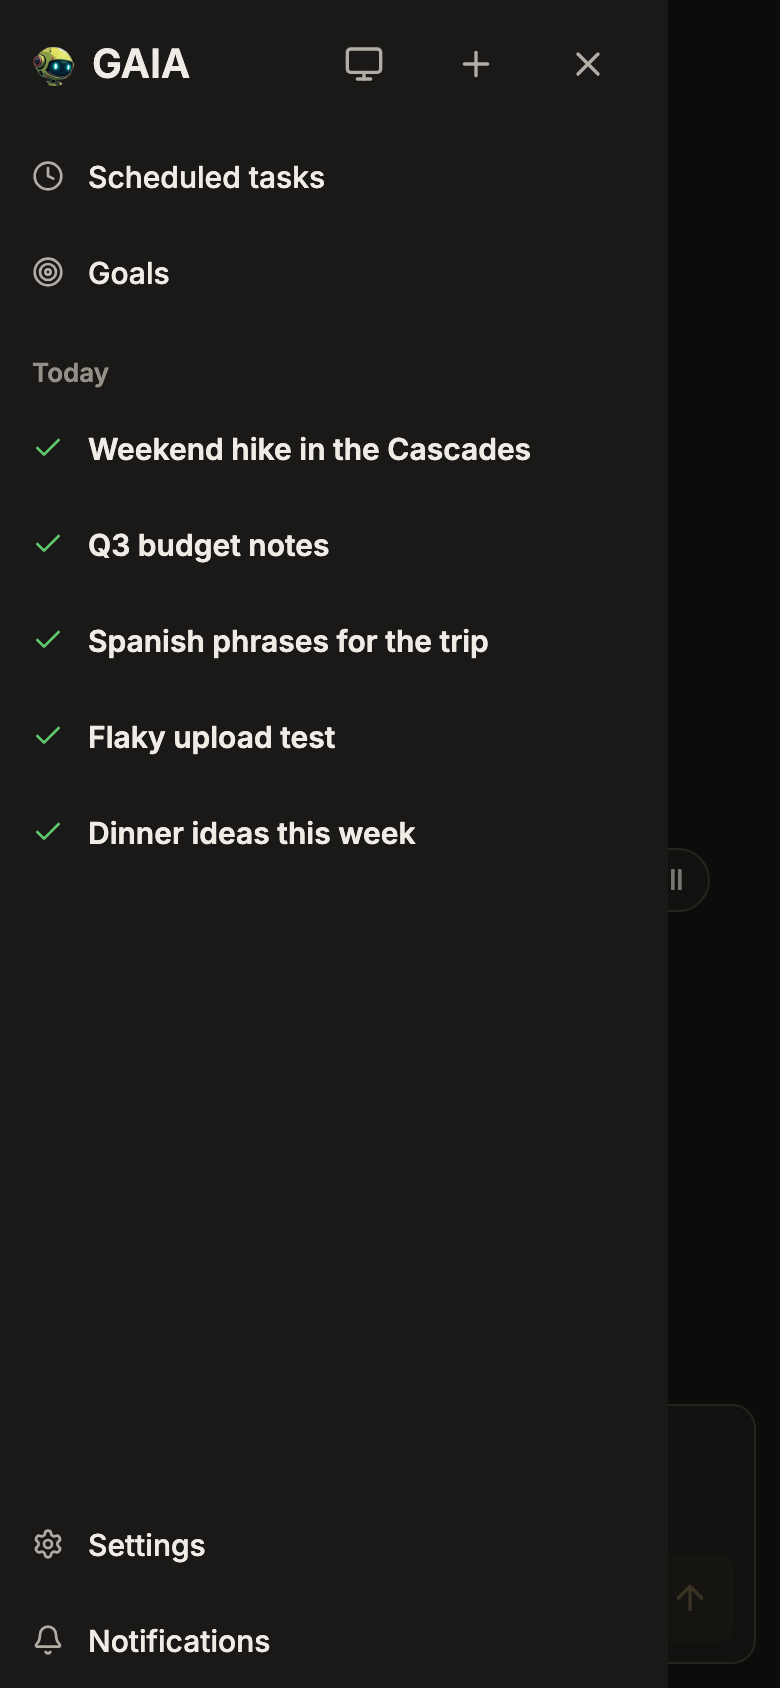 GAIA
Scheduled tasks
Goals
Today
Weekend hike in the Cascades
Q3 budget notes
Spanish phrases for the trip
Flaky upload test
Dinner ideas this week
Settings
Notifications